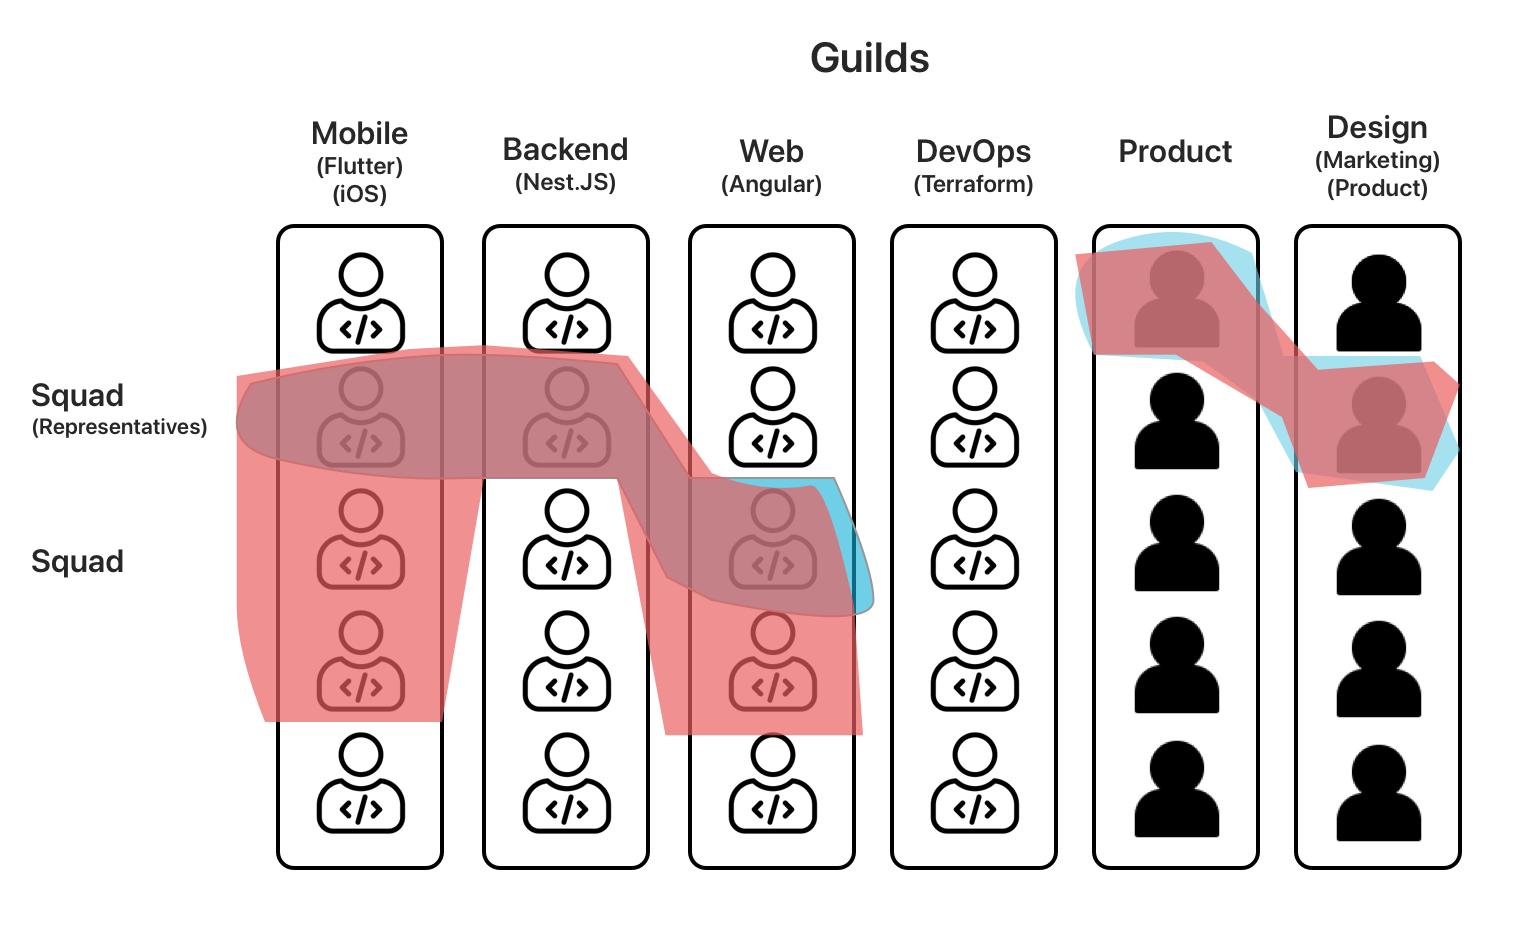 Guilds
Mobile
(Flutter)
(iOS)
Backend
(Nest.JS)
Web
(Angular)
DevOps
(Terraform)
Product
Design
(Marketing)
(Product)
Squad
(Representatives)
Squad